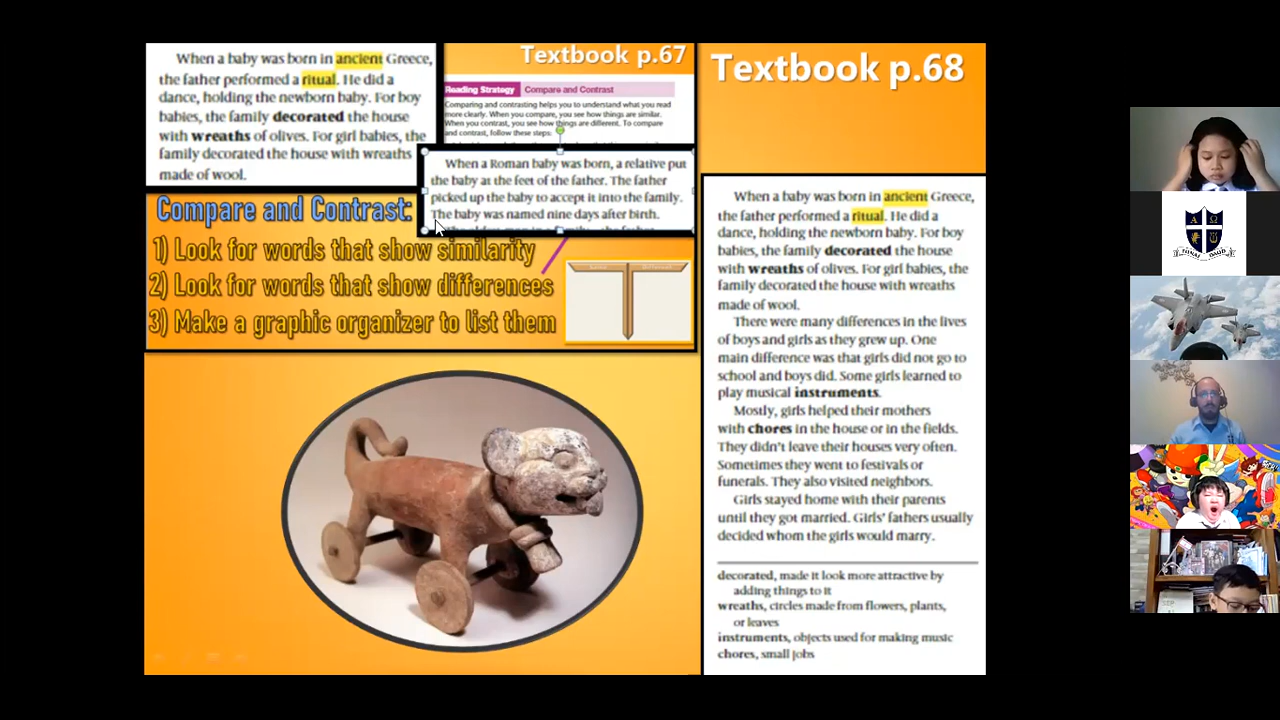 When a baby was born in ancient Greece,
the father performed a ritual. He did a
dance, holding the newborn baby. For boy
babies, the family decorated the house
with wreaths of olives. For girl babies, the
family decorated the house with wreaths
made of wool.
Textbook p.67
Reading Strategy Compare and Contrast
Comparing and contrasting helps you to understand what you read
more clearly. When you compare, you see how things are similar.
When you contrast, you see how things are different. To compare
and contrast, follow these steps:
When a Roman baby was born, a relative put
the baby at the feet of the father. The father
picked up the baby to accept it into the family.
The baby was named nine days after birth.
Compare and Contrast:
1) Look for words that show similarity
2) Look for words that show differences
3) Make a graphic organizer to list them
Textbook p.68
When a baby was born in ancient Greece,
the father performed a ritual. He did a
dance, holding the newborn baby. For boy
babies, the family decorated the house
with wreaths of olives. For girl babies, the
family decorated the house with wreaths
made of wool.
There were many differences in the lives
of boys and girls as they grew up. One
main difference was that girls did not go to
school and boys did. Some girls learned to
play musical instruments.
Mostly, girls helped their mothers
with chores in the house or in the fields.
They didn't leave their houses very often.
Sometimes they went to festivals or
funerals. They also visited neighbors.
Girls stayed home with their parents
until they got married. Girls' fathers usually
decided whom the girls would marry.
decorated, made it look more attractive by
adding things to it
wreaths, circles made from flowers, plants,
or leaves
instruments, objects used for making music
chores, small jobs